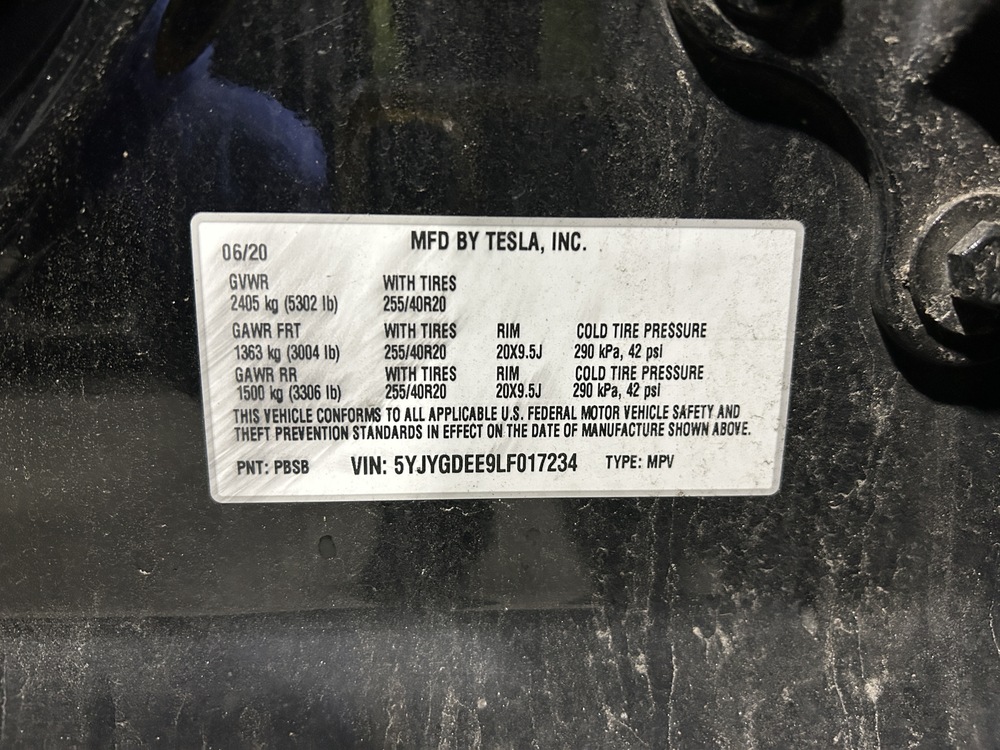 MFD BY TESLA, INC.
06/20
GVWR WITH TIRES
2405 kg (5302 lb) 255/40R20
GAWR FRT WITH TIRES RIM COLD TIRE PRESSURE
1363 kg (3004 lb) 255/40R20 20X9.5J 290 kPa, 42 psi
GAWR RR WITH TIRES RIM COLD TIRE PRESSURE
1500 kg (3306 lb) 255/40R20 20X9.5J 290 kPa, 42 psi
THIS VEHICLE CONFORMS TO ALL APPLICABLE U.S. FEDERAL MOTOR VEHICLE SAFETY AND
THEFT PREVENTION STANDARDS IN EFFECT ON THE DATE OF MANUFACTURE SHOWN ABOVE.
PNT: PBSB VIN: 5YJYGDEE9LF017234 TYPE: MPV